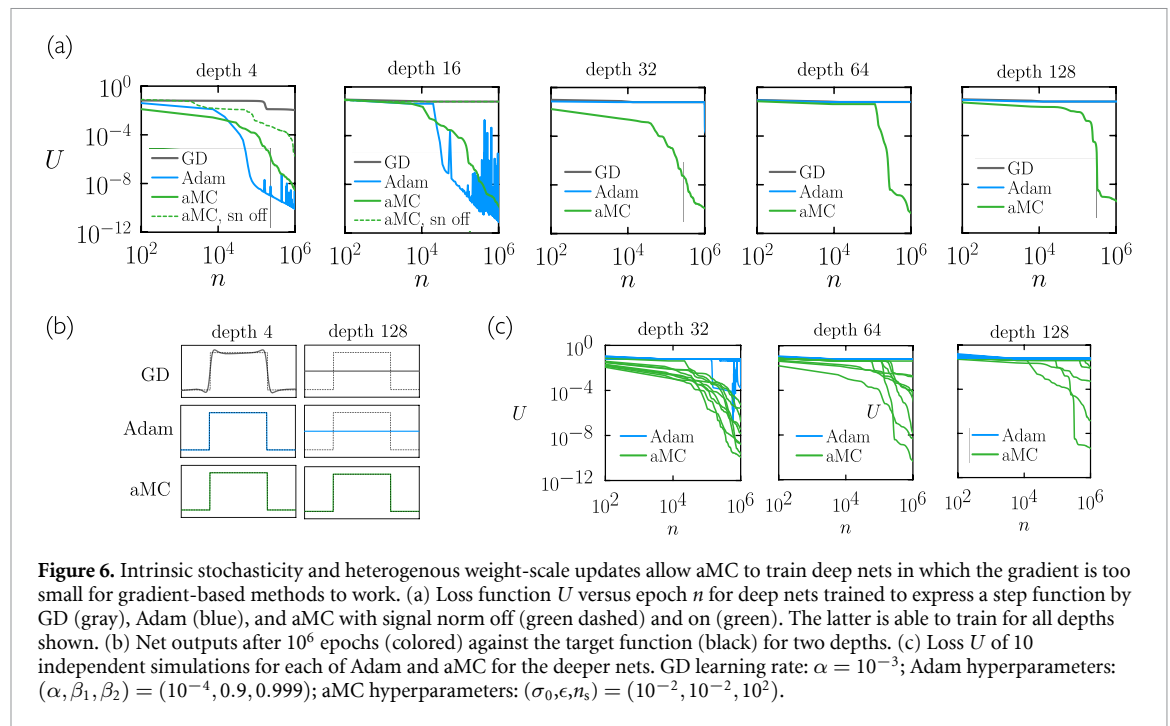 (a)
depth 4 depth 16 depth 32 depth 64 depth 128
10^0
10^−4
U
10^−8
10^−12
GD
Adam
aMC
aMC, sn off
GD
Adam
aMC
aMC, sn off
GD
Adam
aMC
GD
Adam
aMC
GD
Adam
aMC
10^2 10^4 10^6 10^2 10^4 10^6 10^2 10^4 10^6 10^2 10^4 10^6 10^2 10^4 10^6
n n n n n
(b)
depth 4 depth 128
GD
Adam
aMC
(c)
depth 32 depth 64 depth 128
10^0
10^−4
U
10^−8
10^−12
Adam
aMC
U
Adam
aMC
Adam
aMC
10^2 10^4 10^6 10^2 10^4 10^6 10^2 10^4 10^6
n n n
Figure 6. Intrinsic stochasticity and heterogenous weight-scale updates allow aMC to train deep nets in which the gradient is too
small for gradient-based methods to work. (a) Loss function U versus epoch n for deep nets trained to express a step function by
GD (gray), Adam (blue), and aMC with signal norm off (green dashed) and on (green). The latter is able to train for all depths
shown. (b) Net outputs after 10^6 epochs (colored) against the target function (black) for two depths. (c) Loss U of 10
independent simulations for each of Adam and aMC for the deeper nets. GD learning rate: α = 10^−3; Adam hyperparameters:
(α, β1, β2) = (10^−4, 0.9, 0.999); aMC hyperparameters: (σ0,ϵ,ns) = (10^−2, 10^−2, 10^2).